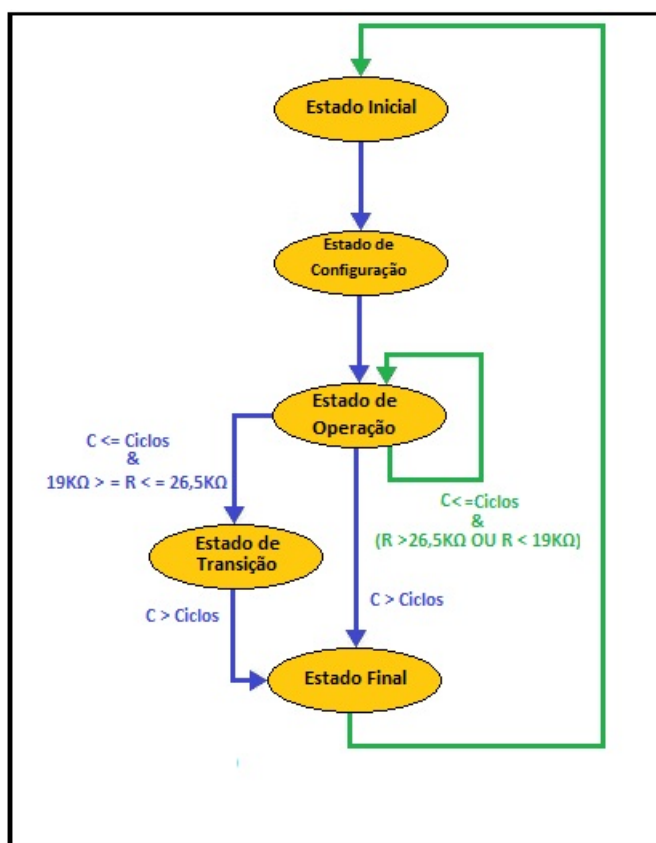 Estado Inicial
Estado de
Configuração
Estado de
Operação
C <= Ciclos
&
19KΩ > = R < = 26,5KΩ
C< =Ciclos
&
(R >26,5KΩ OU R < 19KΩ)
Estado de
Transição
C > Ciclos
C > Ciclos
Estado Final